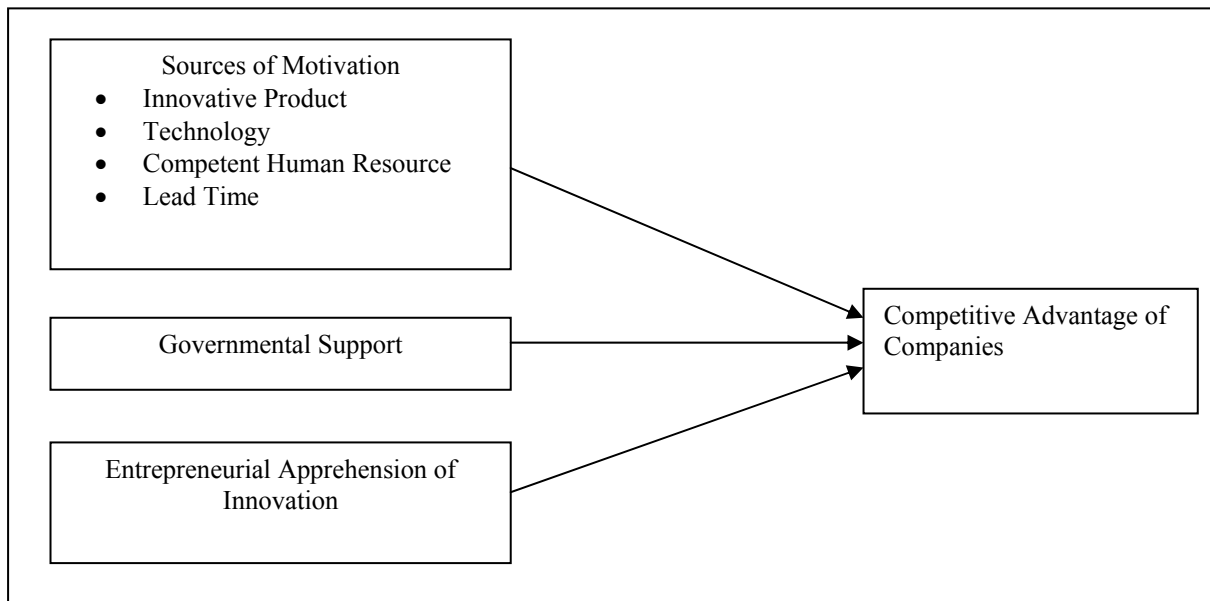 Sources of Motivation
• Innovative Product
• Technology
• Competent Human Resource
• Lead Time
Governmental Support
Entrepreneurial Apprehension of
Innovation
Competitive Advantage of
Companies